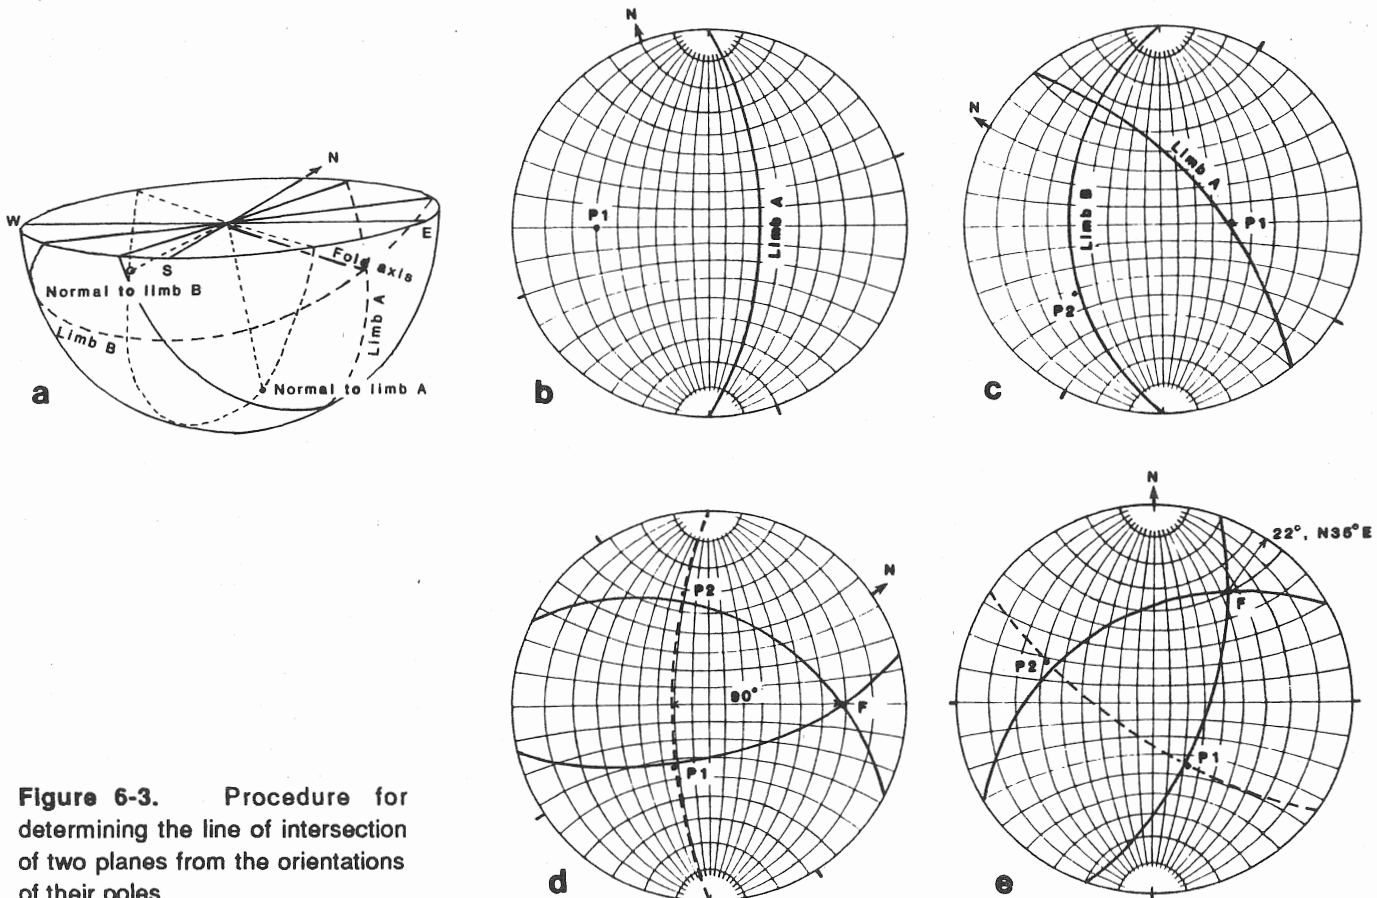 N
W
E
S
Fold axis
Normal to limb B
Limb B
Limb A
Normal to limb A
a
N
P1
Limb A
b
N
Limb A
Limb B
P1
P2
c
N
P2
90°
F
P1
d
N
22°, N35°E
F
P2
P1
e
Figure 6-3. Procedure for
determining the line of intersection
of two planes from the orientations
of their poles